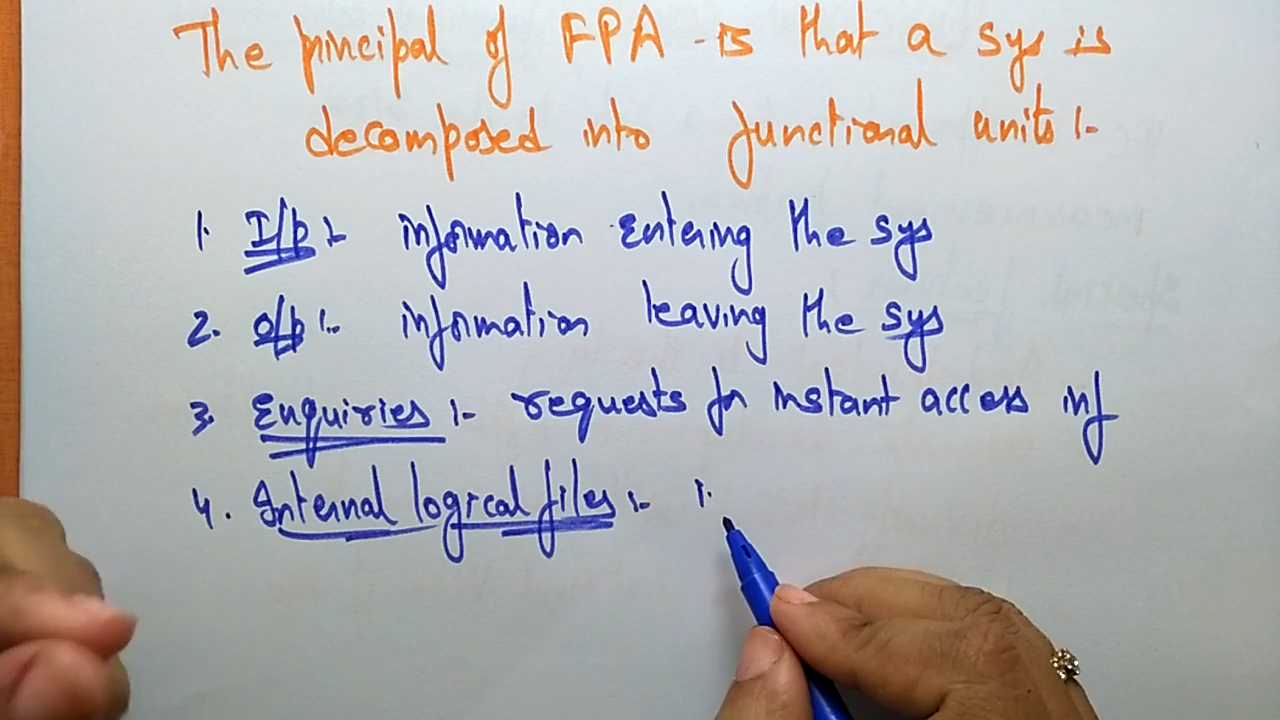 The principal of FPA is that a sys is
decomposed into functional units :-
1. I/p :- information entering the sys
2. o/p :- information leaving the sys
3. Enquiries :- requests for instant access inf
4. Internal logical files :- i